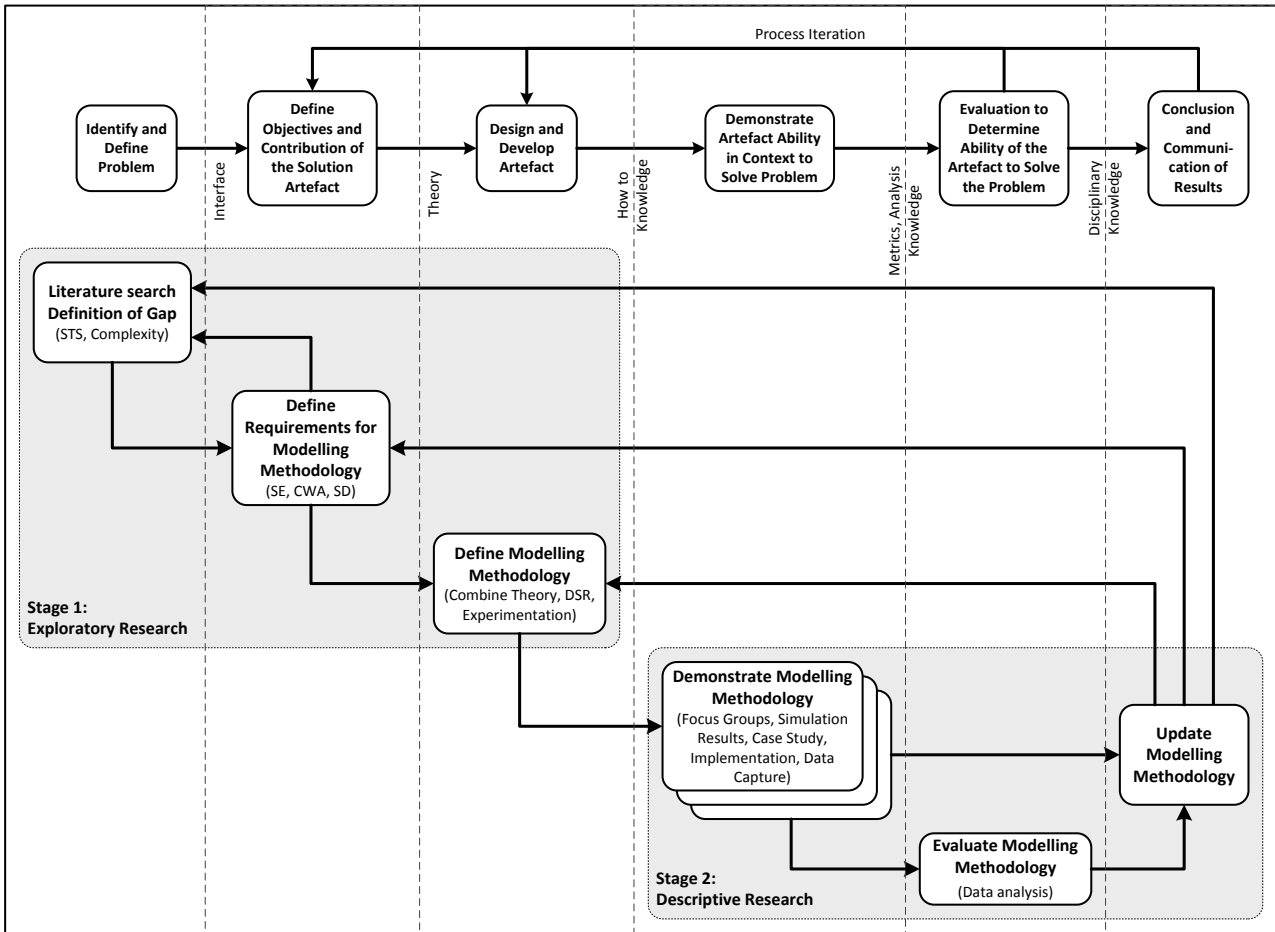 Process Iteration
Identify and
Define
Problem
Define
Objectives and
Contribution of
the Solution
Artefact
Design and
Develop
Artefact
Demonstrate
Artefact Ability
in Context to
Solve Problem
Evaluation to
Determine
Ability of the
Artefact to Solve
the Problem
Conclusion
and
Communi-
cation of
Results
Interface
Theory
How to
Knowledge
Metrics, Analysis
Knowledge
Disciplinary
Knowledge
Literature search
Definition of Gap
(STS, Complexity)
Define
Requirements for
Modelling
Methodology
(SE, CWA, SD)
Define Modelling
Methodology
(Combine Theory, DSR,
Experimentation)
Stage 1:
Exploratory Research
Demonstrate Modelling
Methodology
(Focus Groups, Simulation
Results, Case Study,
Implementation, Data
Capture)
Update
Modelling
Methodology
Evaluate Modelling
Methodology
(Data analysis)
Stage 2:
Descriptive Research